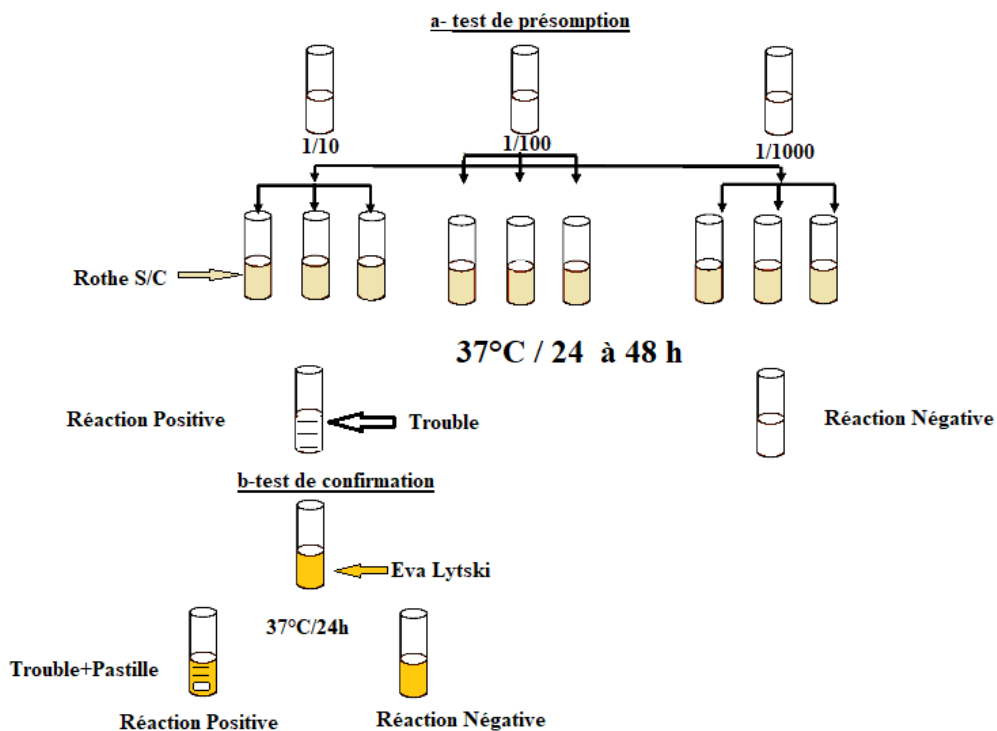 a- test de présomption
1/10
1/100
1/1000
Rothe S/C
37°C / 24 à 48 h
Réaction Positive
Trouble
Réaction Négative
b-test de confirmation
Eva Lytski
37°C/24h
Trouble+Pastille
Réaction Positive
Réaction Négative